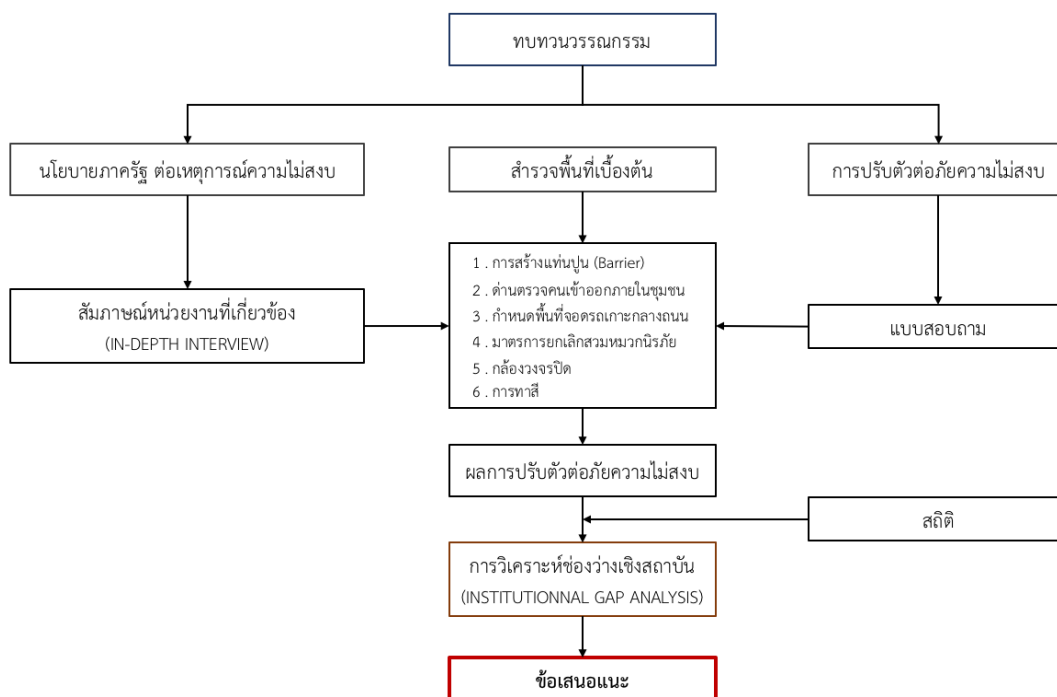 ทบทวนวรรณกรรม
นโยบายภาครัฐ ต่อเหตุการณ์ความไม่สงบ
สำรวจพื้นที่เบื้องต้น
การปรับตัวต่อภัยความไม่สงบ
สัมภาษณ์หน่วยงานที่เกี่ยวข้อง
(IN-DEPTH INTERVIEW)
1 . การสร้างแท่นปูน (Barrier)
2 . ด่านตรวจคนเข้าออกภายในชุมชน
3 . กำหนดพื้นที่จอดรถเกาะกลางถนน
4 . มาตรการยกเลิกสวมหมวกนิรภัย
5 . กล้องวงจรปิด
6 . การทาสี
แบบสอบถาม
ผลการปรับตัวต่อภัยความไม่สงบ
สถิติ
การวิเคราะห์ช่องว่างเชิงสถาบัน
(INSTITUTIONNAL GAP ANALYSIS)
ข้อเสนอแนะ